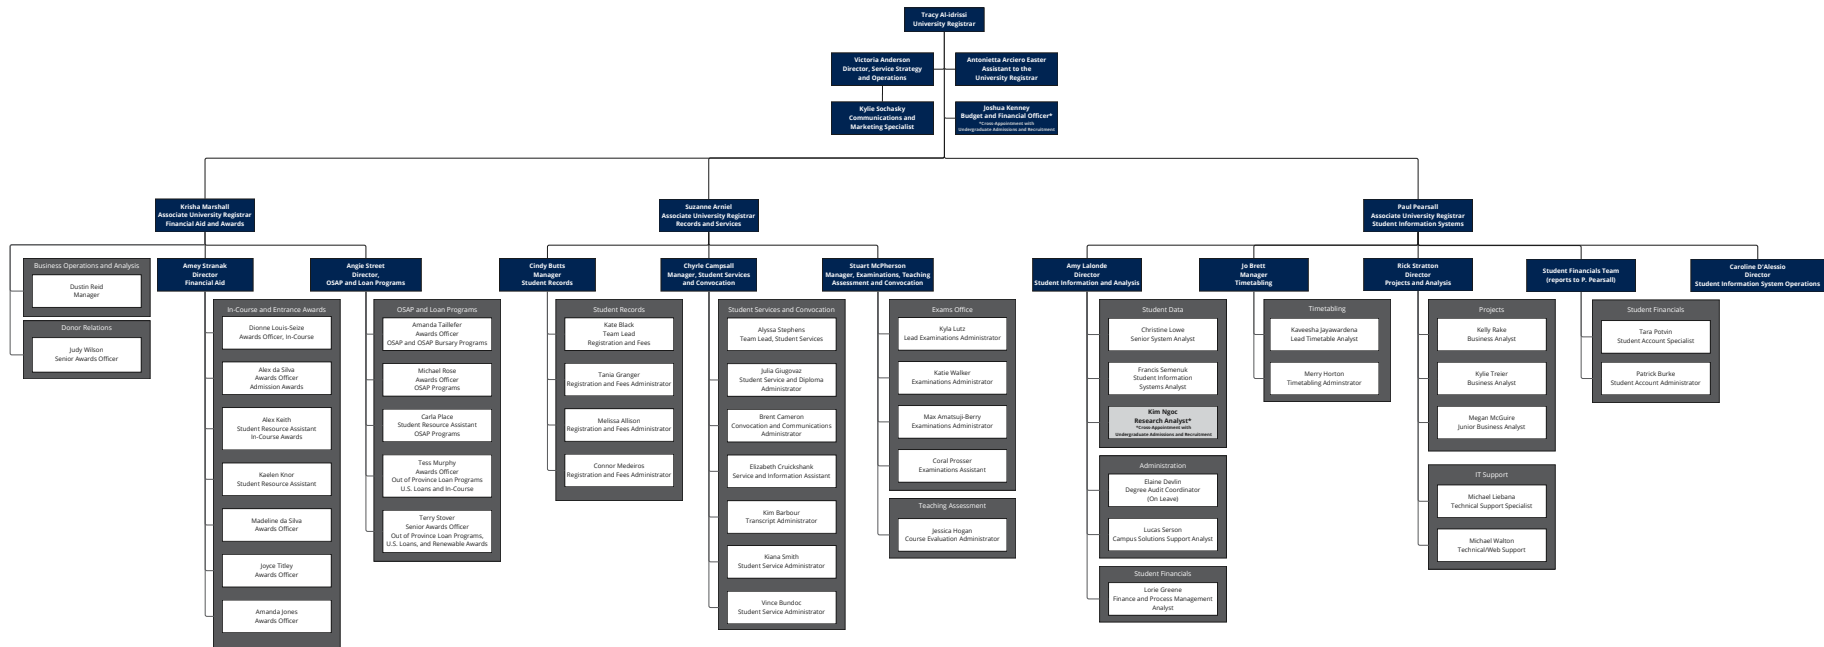 Tracy Al-idrissi
University Registrar
Victoria Anderson
Director, Service Strategy
and Operations
Antonietta Arciero Easter
Assistant to the
University Registrar
Kylie Sochasky
Communications and
Marketing Specialist
Joshua Kenney
Budget and Financial Officer*
*Cross-Appointment with
Undergraduate Admissions and Recruitment
Krisha Marshall
Associate University Registrar
Financial Aid and Awards
Suzanne Arniel
Associate University Registrar
Records and Services
Paul Pearsall
Associate University Registrar
Student Information Systems
Business Operations and Analysis
Dustin Reid
Manager
Donor Relations
Judy Wilson
Senior Awards Officer
Amey Stranak
Director
Financial Aid
In-Course and Entrance Awards
Dionne Louis-Seize
Awards Officer, In-Course
Alex da Silva
Awards Officer
Admission Awards
Alex Keith
Student Resource Assistant
In-Course Awards
Kaelen Knor
Student Resource Assistant
Madeline da Silva
Awards Officer
Joyce Titley
Awards Officer
Amanda Jones
Awards Officer
Angie Street
Director,
OSAP and Loan Programs
OSAP and Loan Programs
Amanda Taillefer
Awards Officer
OSAP and OSAP Bursary Programs
Michael Rose
Awards Officer
OSAP Programs
Carla Place
Student Resource Assistant
OSAP Programs
Tess Murphy
Awards Officer
Out of Province Loan Programs
U.S. Loans and In-Course
Terry Stover
Senior Awards Officer
Out of Province Loan Programs,
U.S. Loans, and Renewable Awards
Cindy Butts
Manager
Student Records
Student Records
Kate Black
Team Lead
Registration and Fees
Tania Granger
Registration and Fees Administrator
Melissa Allison
Registration and Fees Administrator
Connor Medeiros
Registration and Fees Administrator
Chyrle Campsall
Manager, Student Services
and Convocation
Student Services and Convocation
Alyssa Stephens
Team Lead, Student Services
Julia Giugovaz
Student Service and Diploma
Administrator
Brent Cameron
Convocation and Communications
Administrator
Elizabeth Cruickshank
Service and Information Assistant
Kim Barbour
Transcript Administrator
Kiana Smith
Student Service Administrator
Vince Bundoc
Student Service Administrator
Stuart McPherson
Manager, Examinations, Teaching
Assessment and Convocation
Exams Office
Kyla Lutz
Lead Examinations Administrator
Katie Walker
Examinations Administrator
Max Amatsuji-Berry
Examinations Administrator
Coral Prosser
Examinations Assistant
Teaching Assessment
Jessica Hogan
Course Evaluation Administrator
Amy Lalonde
Director
Student Information and Analysis
Student Data
Christine Lowe
Senior System Analyst
Francis Semenuk
Student Information
Systems Analyst
Kim Ngoc
Research Analyst*
*Cross-Appointment with
Undergraduate Admissions and Recruitment
Administration
Elaine Devlin
Degree Audit Coordinator
(On Leave)
Lucas Serson
Campus Solutions Support Analyst
Student Financials
Lorie Greene
Finance and Process Management
Analyst
Jo Brett
Manager
Timetabling
Timetabling
Kaveesha Jayawardena
Lead Timetable Analyst
Merry Horton
Timetabling Adminstrator
Rick Stratton
Director
Projects and Analysis
Projects
Kelly Rake
Business Analyst
Kylie Treier
Business Analyst
Megan McGuire
Junior Business Analyst
IT Support
Michael Liebana
Technical Support Specialist
Michael Walton
Technical/Web Support
Student Financials Team
(reports to P. Pearsall)
Student Financials
Tara Potvin
Student Account Specialist
Patrick Burke
Student Account Administrator
Caroline D'Alessio
Director
Student Information System Operations